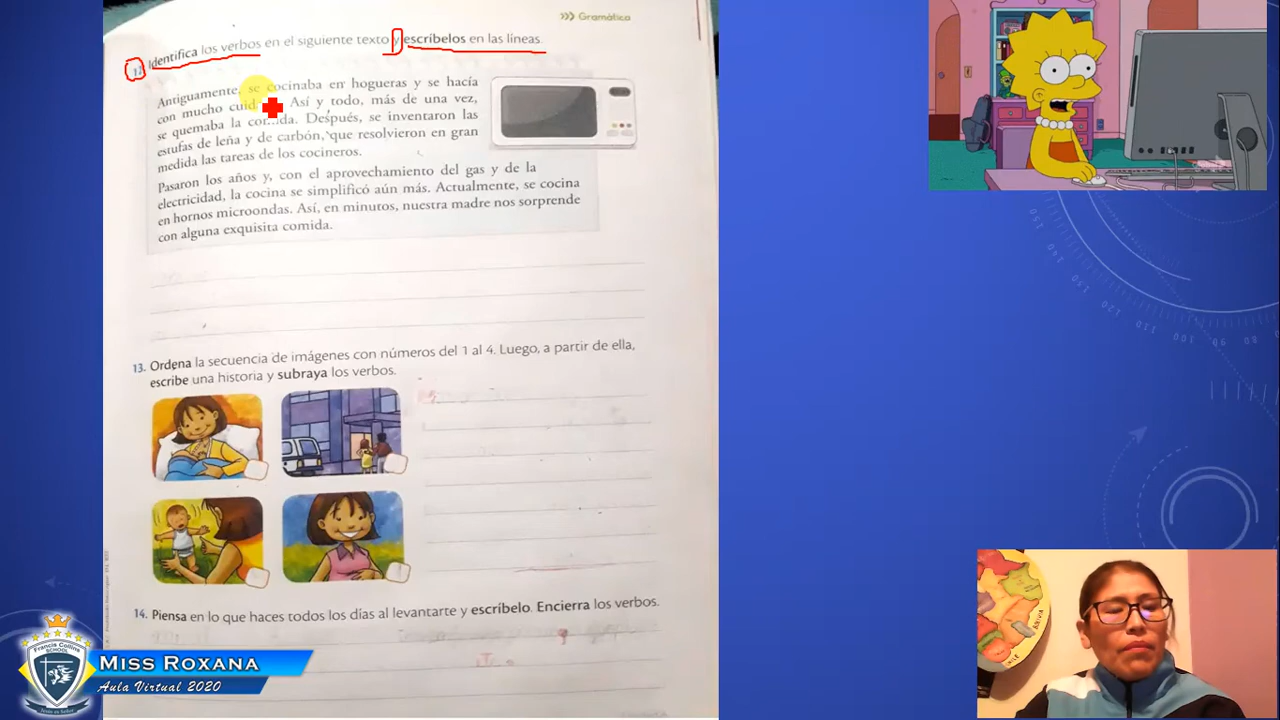 >>> Gramática
Identifica los verbos en el siguiente texto y escríbelos en las líneas
Antiguamente, se cocinaba en hogueras y se hacía
con mucho Así y todo, más de una vez,
se quemaba la comida. Después, se inventaron las
estufas de leña y de carbón, que resolvieron en gran
medida las tareas de los cocineros.
Pasaron los años y, con el aprovechamiento del gas y de la
electricidad, la cocina se simplificó aún más. Actualmente, se cocina
en hornos microondas. Así, en minutos, nuestra madre nos sorprende
con alguna exquisita comida.
13. Ordena la secuencia de imágenes con números del 1 al 4. Luego, a partir de ella,
escribe una historia y subraya los verbos.
14. Piensa en lo que haces todos los días al levantarte y escríbelo. Encierra los verbos.
Francis Collins
SCHOOL
MISS ROXANA
Aula Virtual 2020
BOLIVIA
CHILE